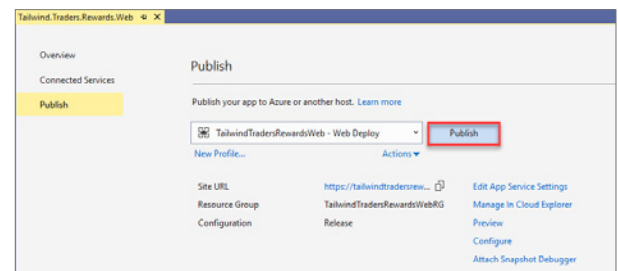 Tailwind.Traders.Rewards.Web
Overview
Connected Services
Publish
Publish
Publish your app to Azure or another host. Learn more
TailwindTradersRewardsWeb - Web Deploy
Publish
New Profile...
Actions
Site URL
https://tailwindtradersrew...
Edit App Service Settings
Resource Group
TailwindTradersRewardsWebRG
Manage In Cloud Explorer
Configuration
Release
Preview
Configure
Attach Snapshot Debugger